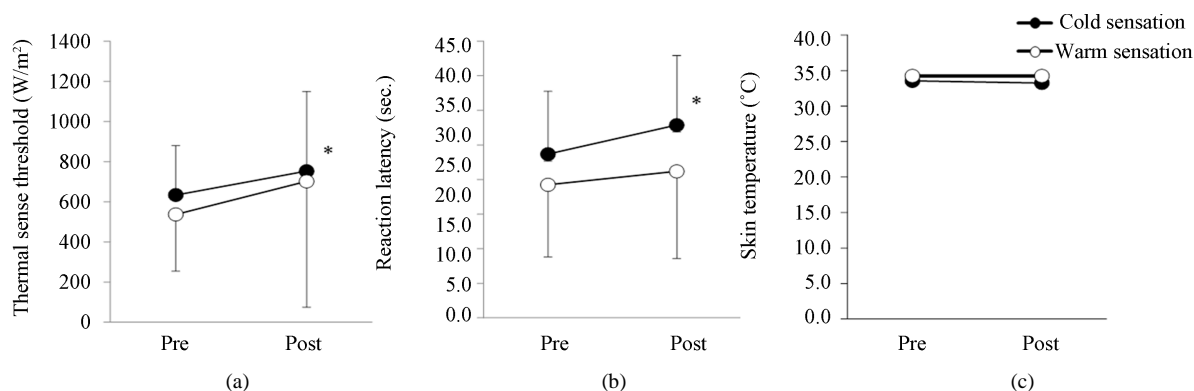 Thermal sense threshold (W/m²)
1400
1200
1000
800
600
400
200
0
Pre
Post
*
(a)
Reaction latency (sec.)
45.0
40.0
35.0
30.0
25.0
20.0
15.0
10.0
5.0
0.0
Pre
Post
*
(b)
Cold sensation
Warm sensation
Skin temperature (˚C)
40.0
35.0
30.0
25.0
20.0
15.0
10.0
5.0
0.0
Pre
Post
(c)